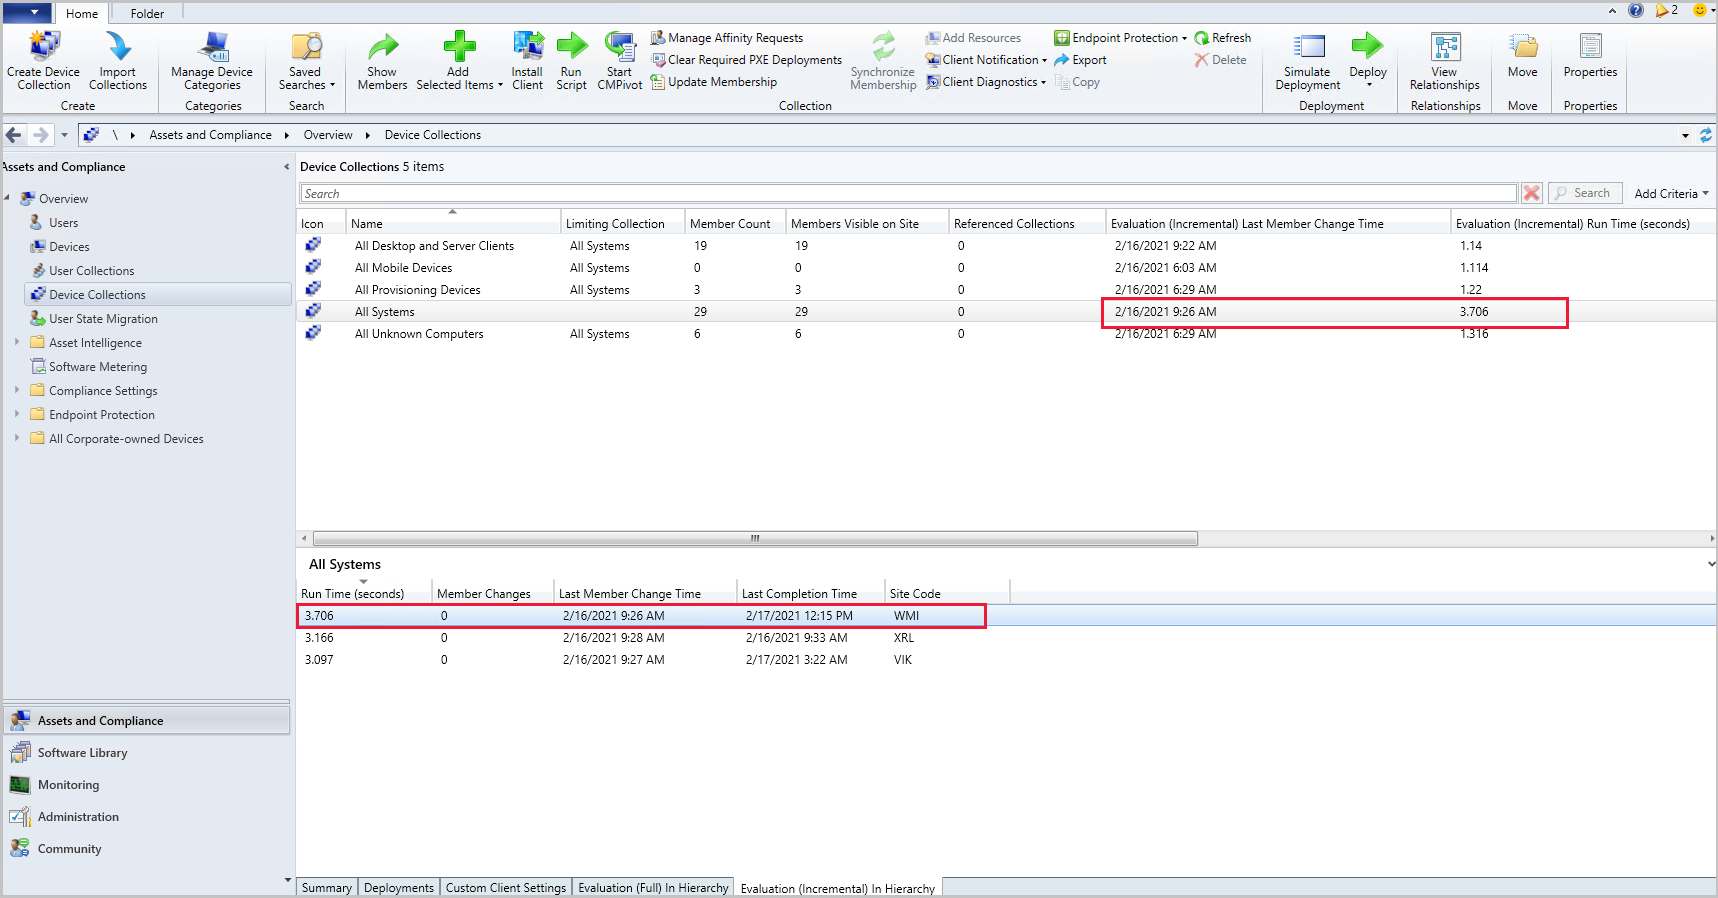 Home Folder
2
Create Device Collection
Import Collections
Create
Manage Device Categories
Categories
Saved Searches
Search
Show Members
Add Selected Items
Install Client
Run Script
Start CMPivot
Manage Affinity Requests
Clear Required PXE Deployments
Update Membership
Synchronize Membership
Add Resources
Client Notification
Client Diagnostics
Endpoint Protection
Export
Copy
Refresh
Delete
Collection
Simulate Deployment
Deploy
Deployment
View Relationships
Relationships
Move
Move
Properties
Properties
\ Assets and Compliance Overview Device Collections
Assets and Compliance
Overview
Users
Devices
User Collections
Device Collections
User State Migration
Asset Intelligence
Software Metering
Compliance Settings
Endpoint Protection
All Corporate-owned Devices
Assets and Compliance
Software Library
Monitoring
Administration
Community
Device Collections 5 items
Search Search Add Criteria
Icon Name Limiting Collection Member Count Members Visible on Site Referenced Collections Evaluation (Incremental) Last Member Change Time Evaluation (Incremental) Run Time (seconds)
All Desktop and Server Clients All Systems 19 19 0 2/16/2021 9:22 AM 1.14
All Mobile Devices All Systems 0 0 0 2/16/2021 6:03 AM 1.114
All Provisioning Devices All Systems 3 3 0 2/16/2021 6:29 AM 1.22
All Systems 29 29 0 2/16/2021 9:26 AM 3.706
All Unknown Computers All Systems 6 6 0 2/16/2021 6:29 AM 1.316
All Systems
Run Time (seconds) Member Changes Last Member Change Time Last Completion Time Site Code
3.706 0 2/16/2021 9:26 AM 2/17/2021 12:15 PM WMI
3.166 0 2/16/2021 9:28 AM 2/16/2021 9:33 AM XRL
3.097 0 2/16/2021 9:27 AM 2/17/2021 3:22 AM VIK
Summary Deployments Custom Client Settings Evaluation (Full) In Hierarchy Evaluation (Incremental) In Hierarchy